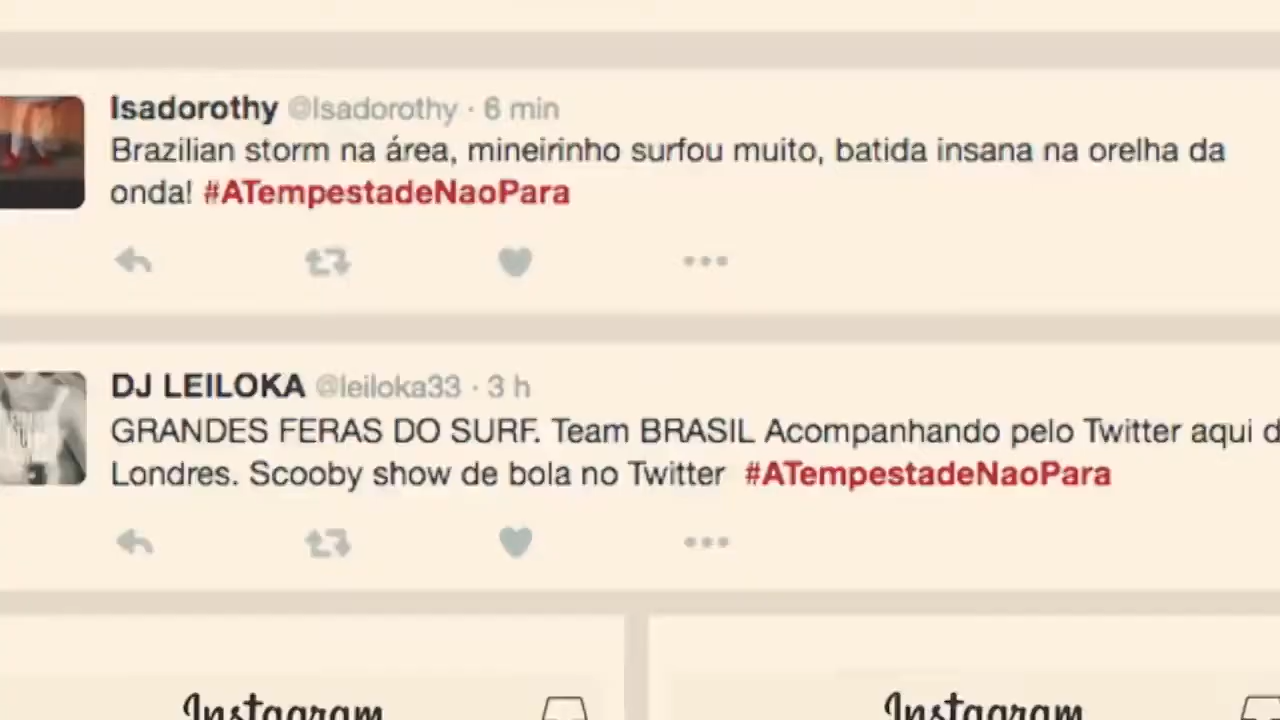 Isadorothy @Isadorothy · 6 min
Brazilian storm na área, mineirinho surfou muito, batida insana na orelha da
onda! #ATempestadeNaoPara
DJ LEILOKA @leiloka33 · 3 h
GRANDES FERAS DO SURF. Team BRASIL Acompanhando pelo Twitter aqui d
Londres. Scooby show de bola no Twitter #ATempestadeNaoPara
Instagram Instagram